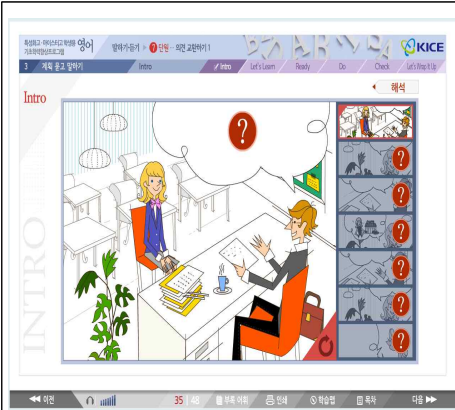 특성화고·마이스터고 학생용 영어
기초학력향상프로그램
말하기·듣기 ▶ ? 단원 - 의견 교환하기 1
KICE
3 계획 묻고 말하기
Intro
Intro
Let's Learn
Ready
Do
Check
Let's Wrap It Up
해석
Intro
INTRO
?
?
?
?
?
?
?
이전
35 48
부록 어휘
인쇄
학습맵
목차
다음